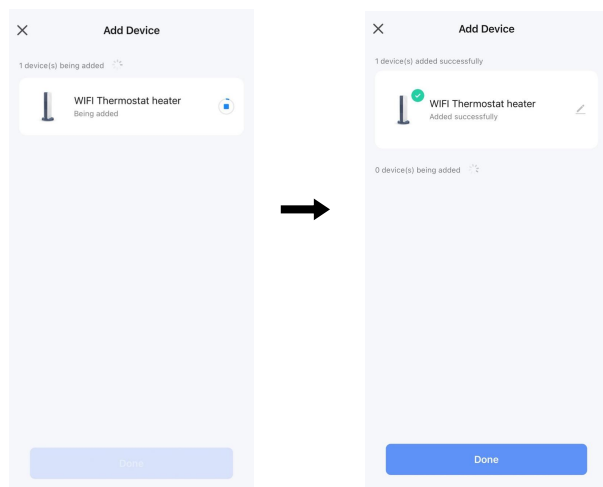 Add Device
1 device(s) being added
WIFI Thermostat heater
Being added
Done
Add Device
1 device(s) added successfully
WIFI Thermostat heater
Added successfully
0 device(s) being added
Done